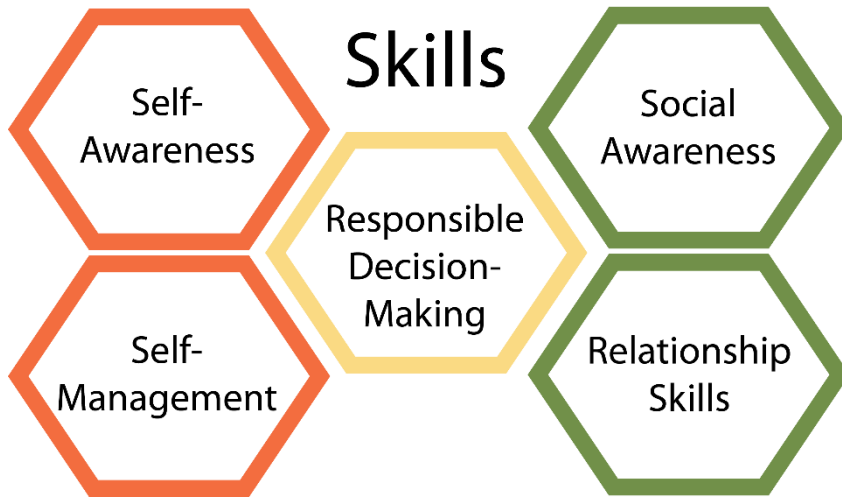 Skills
Self-
Awareness
Social
Awareness
Responsible
Decision-
Making
Self-
Management
Relationship
Skills